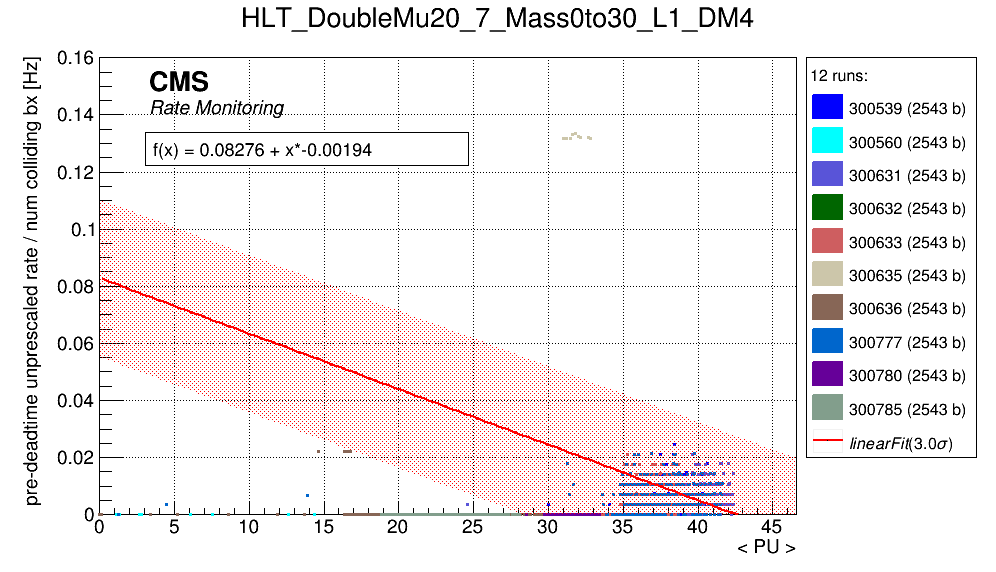 HLT_DoubleMu20_7_Mass0to30_L1_DM4
pre-deadtime unprescaled rate / num colliding bx [Hz]
0.16
0.14
0.12
0.1
0.08
0.06
0.04
0.02
0
CMS
Rate Monitoring
f(x) = 0.08276 + x*-0.00194
0 5 10 15 20 25 30 35 40 45
< PU >
12 runs:
300539 (2543 b)
300560 (2543 b)
300631 (2543 b)
300632 (2543 b)
300633 (2543 b)
300635 (2543 b)
300636 (2543 b)
300777 (2543 b)
300780 (2543 b)
300785 (2543 b)
linearFit(3.0σ)